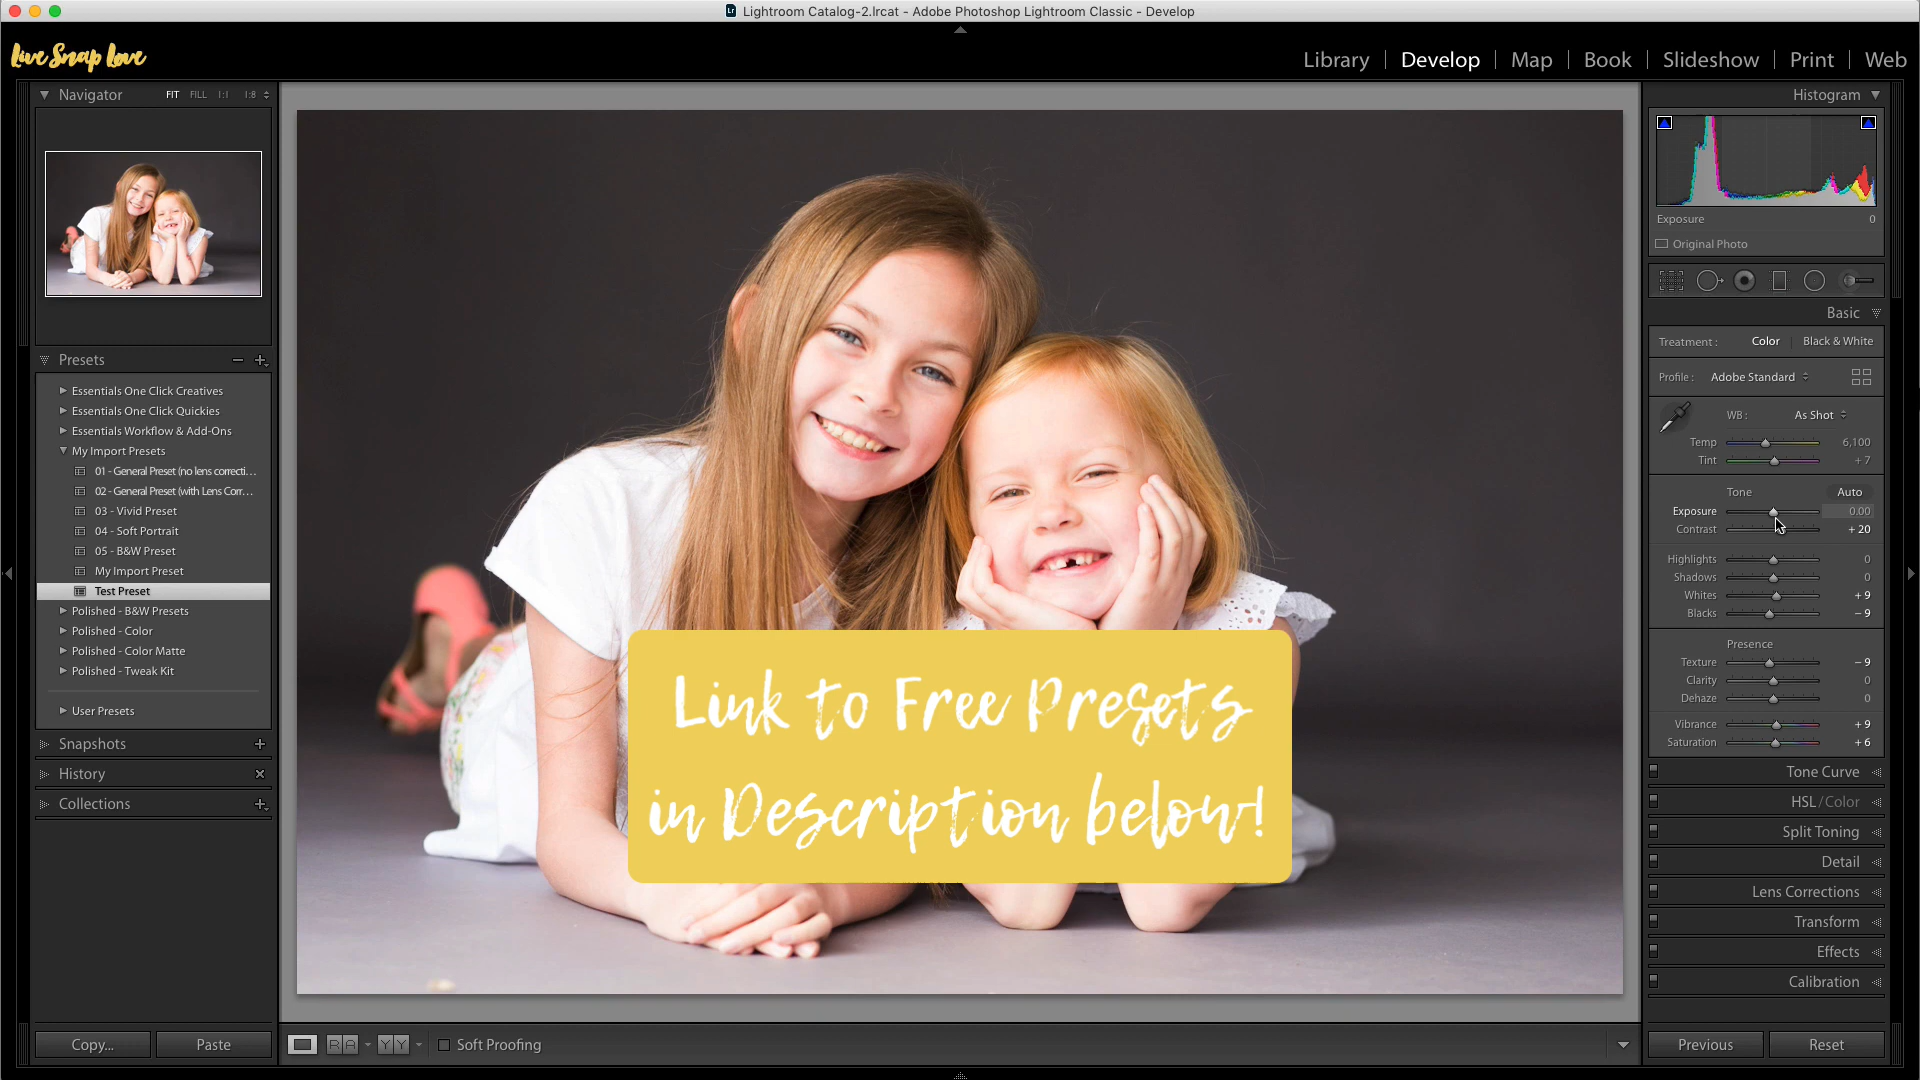 Lightroom Catalog-2.lrcat - Adobe Photoshop Lightroom Classic - Develop
Live Snap Love
Library | Develop | Map | Book | Slideshow | Print | Web
Navigator FIT FILL 1:1 1:8
Presets
Essentials One Click Creatives
Essentials One Click Quickies
Essentials Workflow & Add-Ons
My Import Presets
01 - General Preset (no lens correcti...
02 - General Preset (with Lens Corr...
03 - Vivid Preset
04 - Soft Portrait
05 - B&W Preset
My Import Preset
Test Preset
Polished - B&W Presets
Polished - Color
Polished - Color Matte
Polished - Tweak Kit
User Presets
Snapshots
History
Collections
Copy... Paste
Link to Free Presets
in Description below!
R A Y Y Soft Proofing
Histogram
Exposure 0
Original Photo
Basic
Treatment : Color Black & White
Profile : Adobe Standard
WB : As Shot
Temp 6,100
Tint + 7
Tone Auto
Exposure 0.00
Contrast + 20
Highlights 0
Shadows 0
Whites + 9
Blacks - 9
Presence
Texture - 9
Clarity 0
Dehaze 0
Vibrance + 9
Saturation + 6
Tone Curve
HSL / Color
Split Toning
Detail
Lens Corrections
Transform
Effects
Calibration
Previous Reset